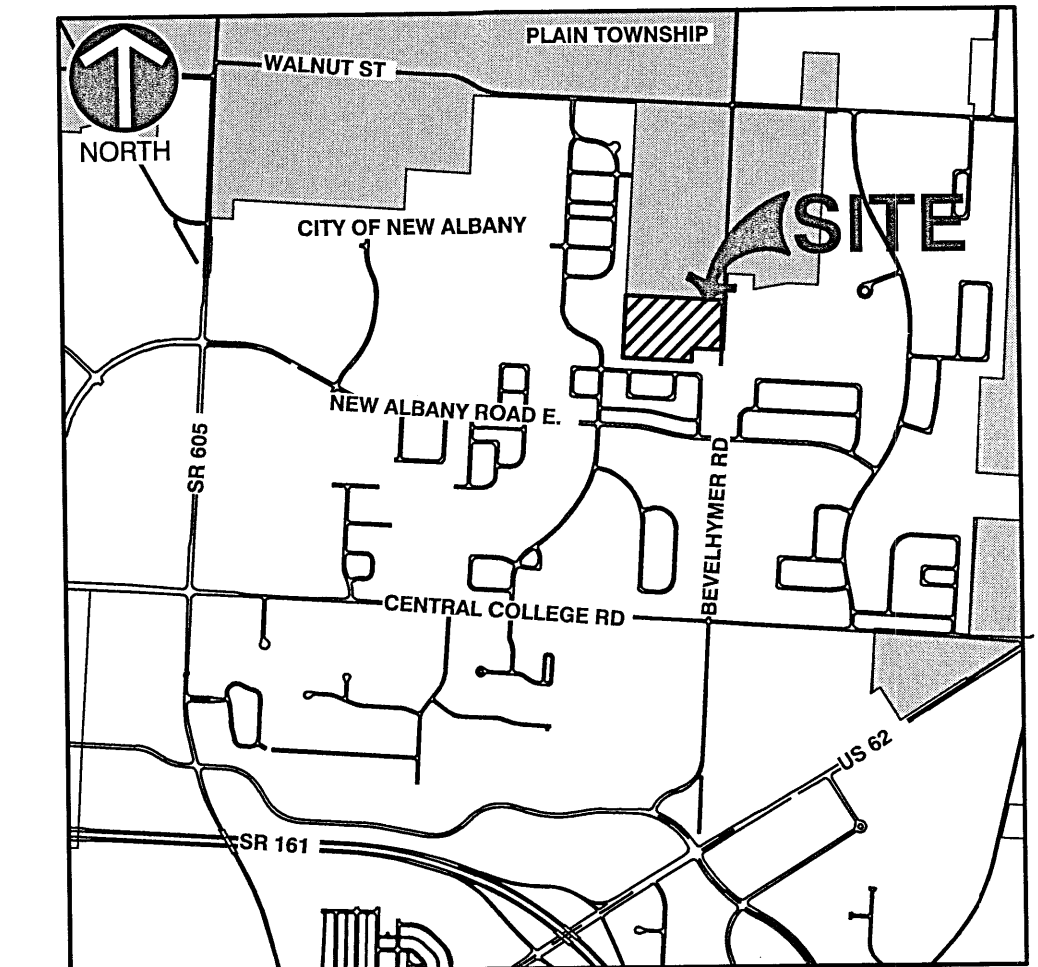 PLAIN TOWNSHIP
WALNUT ST
NORTH
CITY OF NEW ALBANY
SITE
NEW ALBANY ROAD E.
SR 605
BEVELHYMER RD
CENTRAL COLLEGE RD
US 62
SR 161